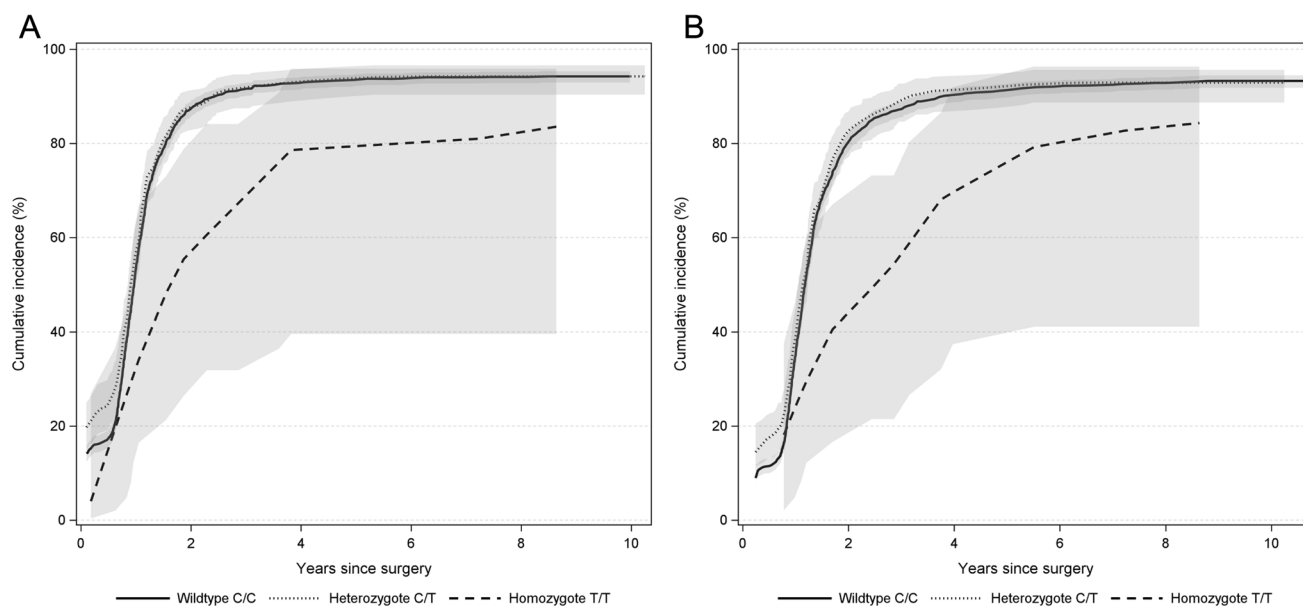 A
Cumulative incidence (%)
100
80
60
40
20
0
0 2 4 6 8 10
Years since surgery
Wildtype C/C Heterozygote C/T Homozygote T/T
B
Cumulative incidence (%)
100
80
60
40
20
0
0 2 4 6 8 10
Years since surgery
Wildtype C/C Heterozygote C/T Homozygote T/T